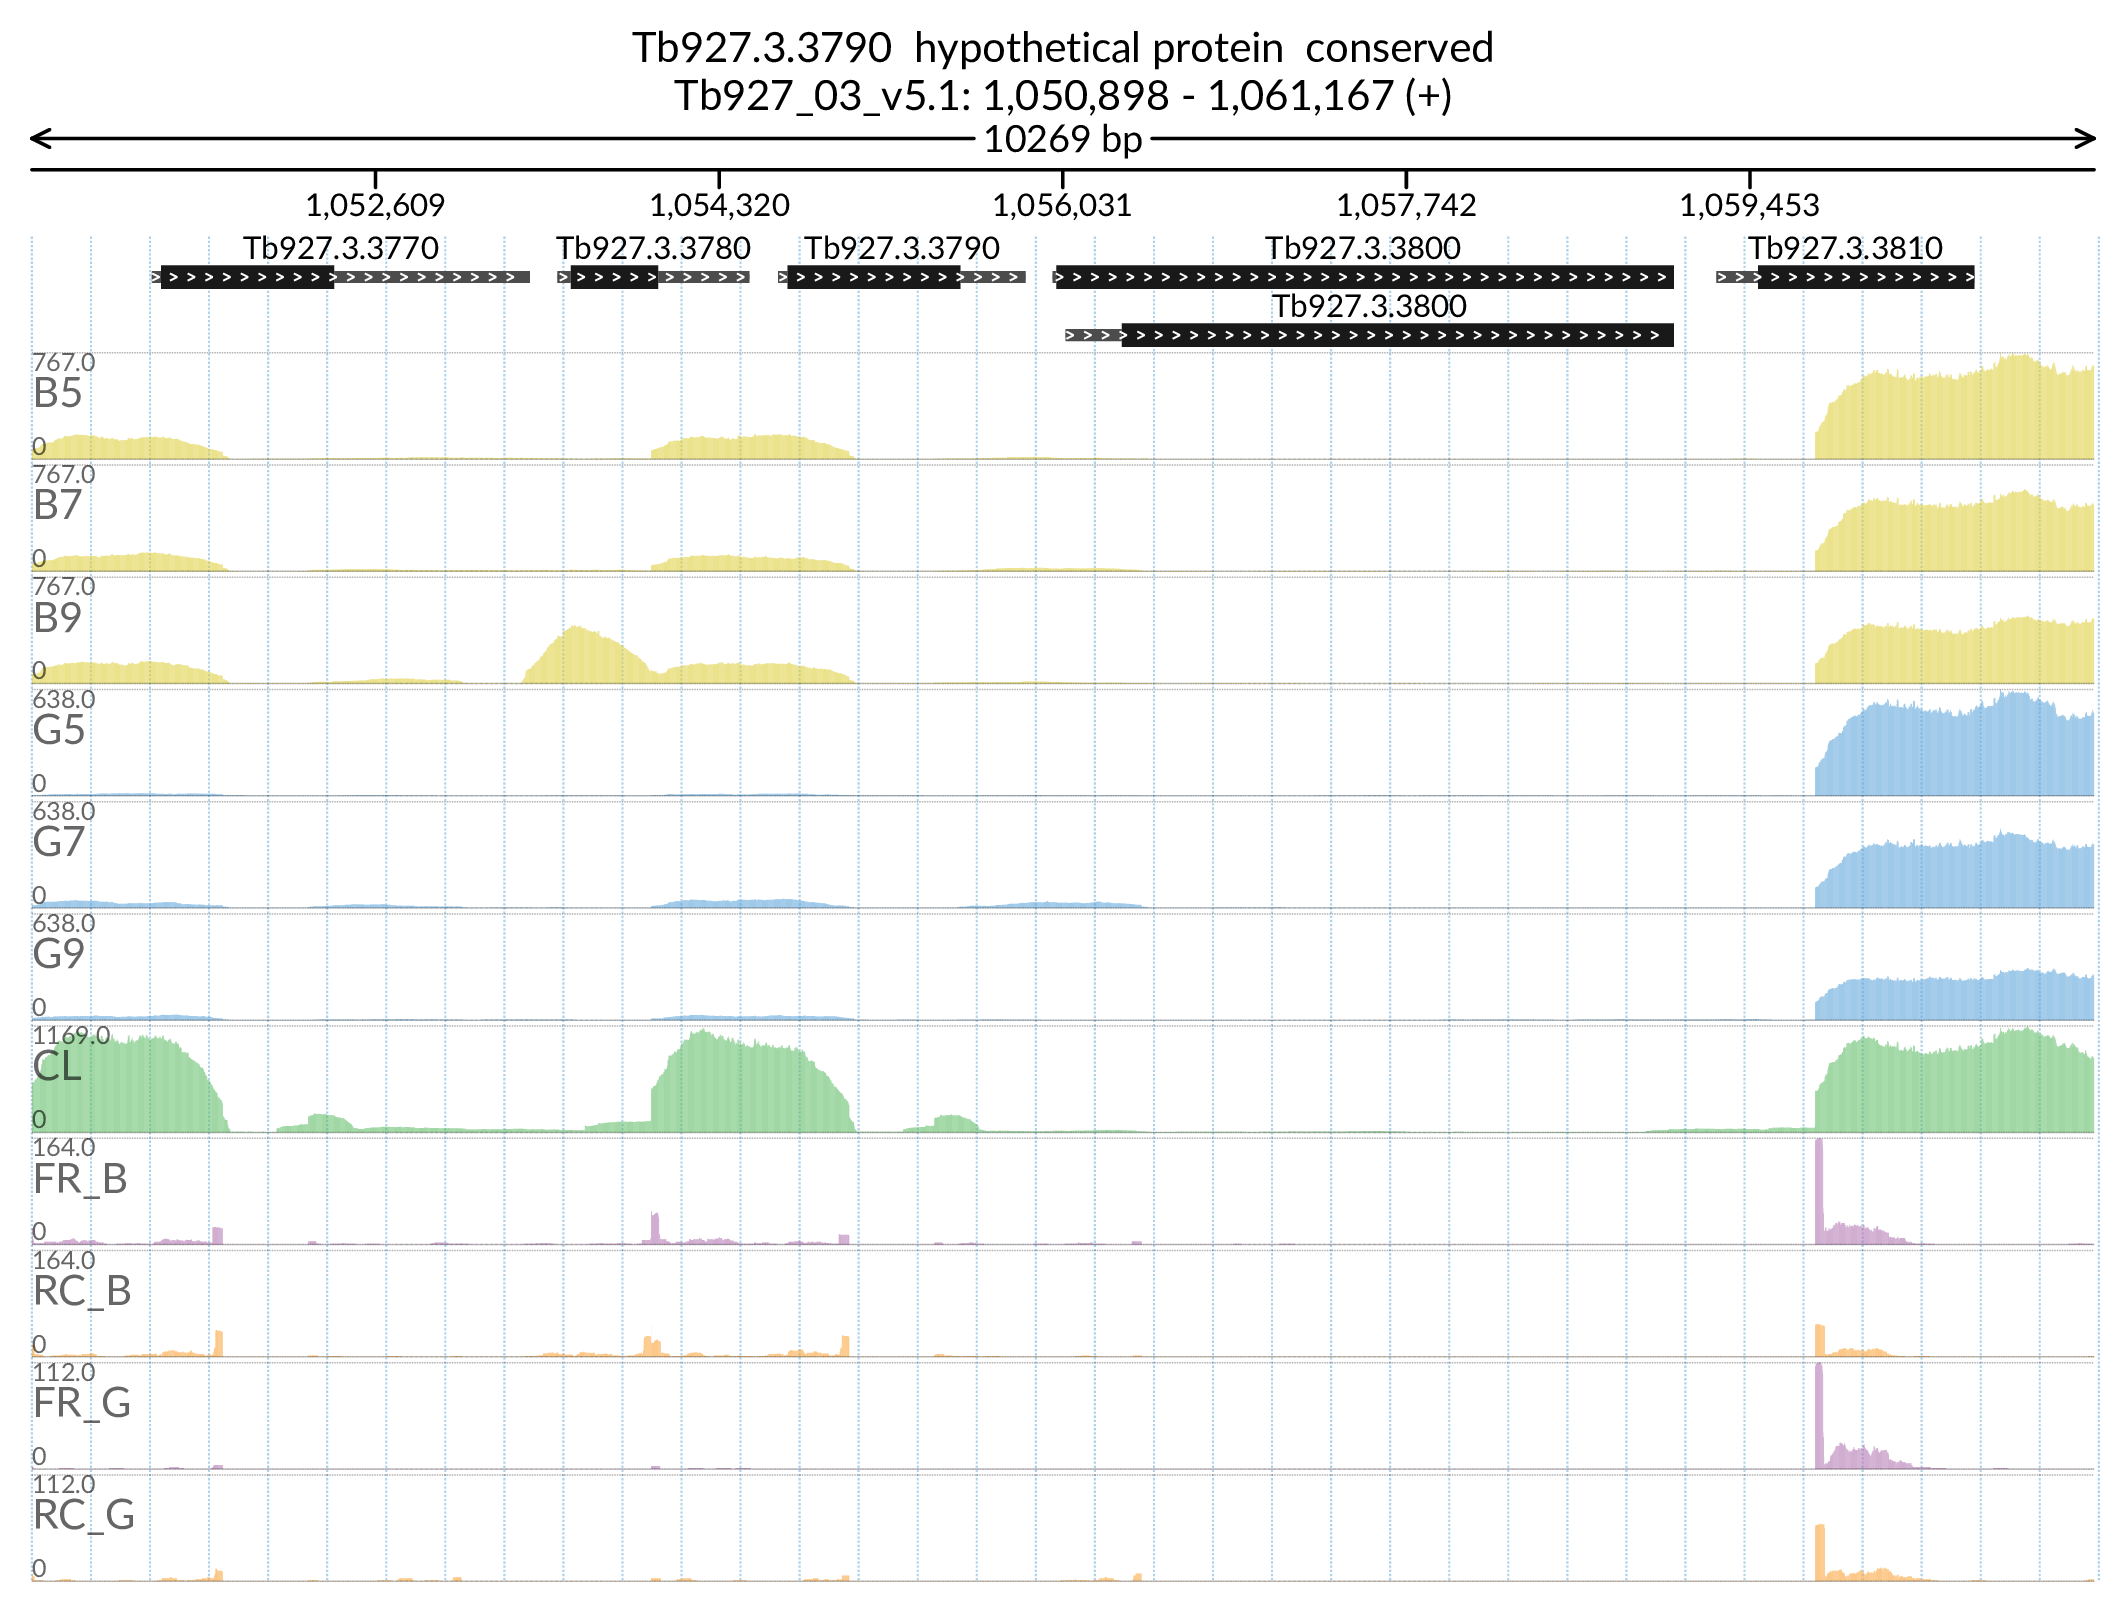 Tb927.3.3790  hypothetical protein  conserved
Tb927_03_v5.1: 1,050,898 - 1,061,167 (+)
10269 bp
1,052,609 1,054,320 1,056,031 1,057,742 1,059,453
Tb927.3.3770 Tb927.3.3780 Tb927.3.3790 Tb927.3.3800 Tb927.3.3810
Tb927.3.3800
767.0
B5
0
767.0
B7
0
767.0
B9
0
638.0
G5
0
638.0
G7
0
638.0
G9
0
1169.0
CL
0
164.0
FR_B
0
164.0
RC_B
0
112.0
FR_G
0
112.0
RC_G
0